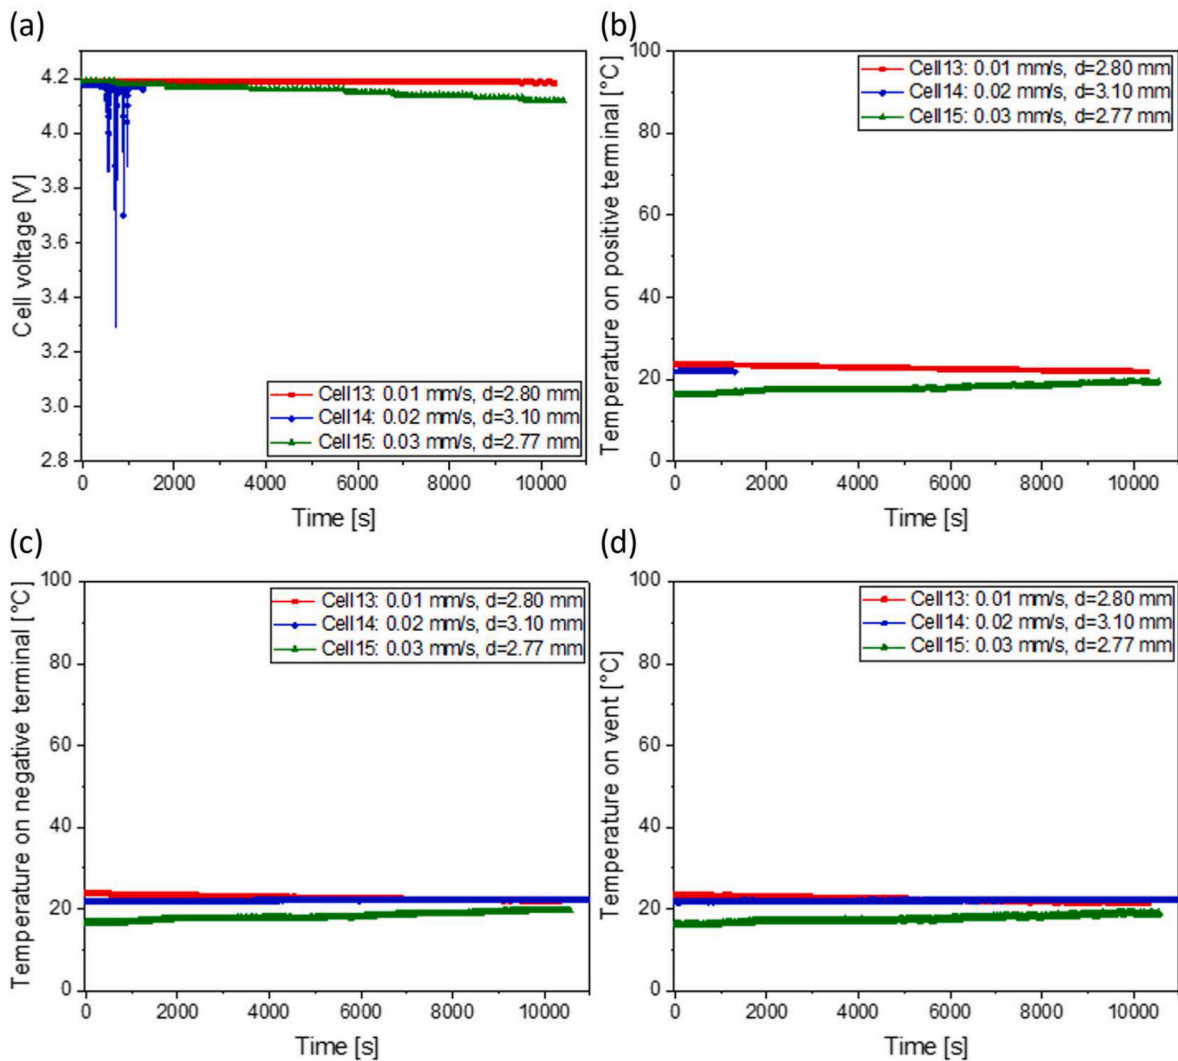 (a)
Cell voltage [V]
4.2
4.0
3.8
3.6
3.4
3.2
3.0
2.8
0 2000 4000 6000 8000 10000
Time [s]
Cell13: 0.01 mm/s, d=2.80 mm
Cell14: 0.02 mm/s, d=3.10 mm
Cell15: 0.03 mm/s, d=2.77 mm
(b)
Temperature on positive terminal [°C]
100
80
60
40
20
0
0 2000 4000 6000 8000 10000
Time [s]
Cell13: 0.01 mm/s, d=2.80 mm
Cell14: 0.02 mm/s, d=3.10 mm
Cell15: 0.03 mm/s, d=2.77 mm
(c)
Temperature on negative terminal [°C]
100
80
60
40
20
0
0 2000 4000 6000 8000 10000
Time [s]
Cell13: 0.01 mm/s, d=2.80 mm
Cell14: 0.02 mm/s, d=3.10 mm
Cell15: 0.03 mm/s, d=2.77 mm
(d)
Temperature on vent [°C]
100
80
60
40
20
0
0 2000 4000 6000 8000 10000
Time [s]
Cell13: 0.01 mm/s, d=2.80 mm
Cell14: 0.02 mm/s, d=3.10 mm
Cell15: 0.03 mm/s, d=2.77 mm